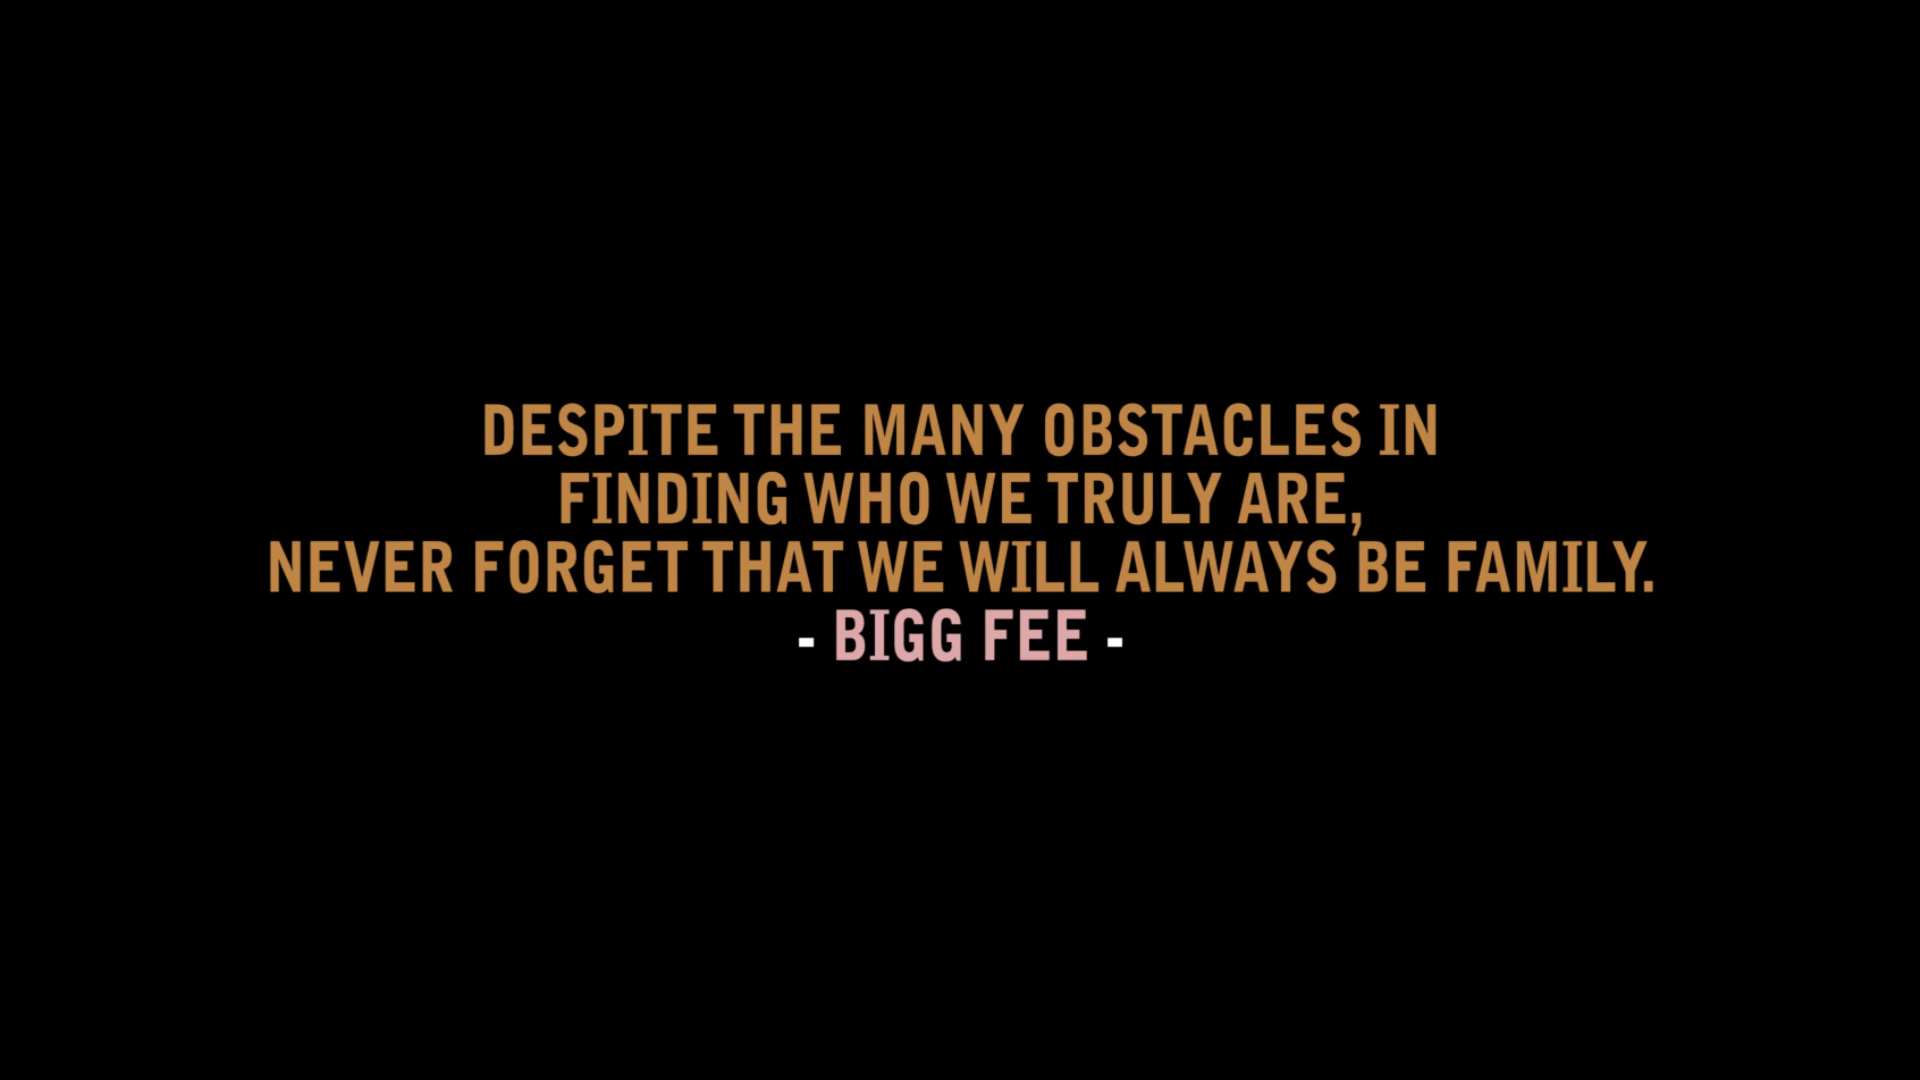 DESPITE THE MANY OBSTACLES IN
FINDING WHO WE TRULY ARE,
NEVER FORGET THAT WE WILL ALWAYS BE FAMILY.
- BIGG FEE -